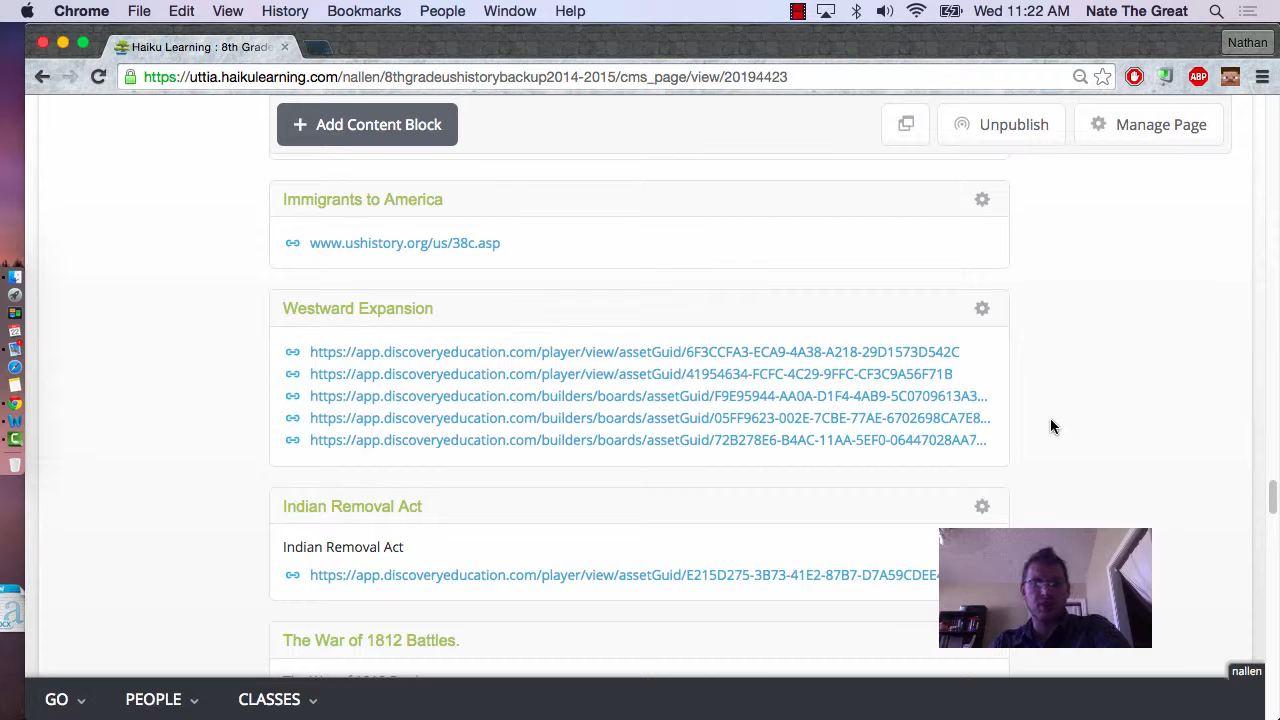 Chrome File Edit View History Bookmarks People Window Help Wed 11:22 AM Nate The Great
Haiku Learning : 8th Grade Nathan
https://uttia.haikulearning.com/nallen/8thgradeushistorybackup2014-2015/cms_page/view/20194423 ABP
+ Add Content Block Unpublish Manage Page
Immigrants to America
www.ushistory.org/us/38c.asp
Westward Expansion
https://app.discoveryeducation.com/player/view/assetGuid/6F3CCFA3-ECA9-4A38-A218-29D1573D542C
https://app.discoveryeducation.com/player/view/assetGuid/41954634-FCFC-4C29-9FFC-CF3C9A56F71B
https://app.discoveryeducation.com/builders/boards/assetGuid/F9E95944-AA0A-D1F4-4AB9-5C0709613A3...
https://app.discoveryeducation.com/builders/boards/assetGuid/05FF9623-002E-7CBE-77AE-6702698CA7E8...
https://app.discoveryeducation.com/builders/boards/assetGuid/72B278E6-B4AC-11AA-5EF0-06447028AA7...
Indian Removal Act
Indian Removal Act
https://app.discoveryeducation.com/player/view/assetGuid/E215D275-3B73-41E2-87B7-D7A59CDEE4
The War of 1812 Battles.
nallen
GO PEOPLE CLASSES